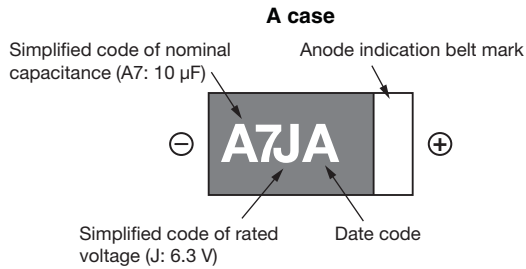 A case
Simplified code of nominal
capacitance (A7: 10 µF)
Anode indication belt mark
− A7JA +
Simplified code of rated
voltage (J: 6.3 V)
Date code